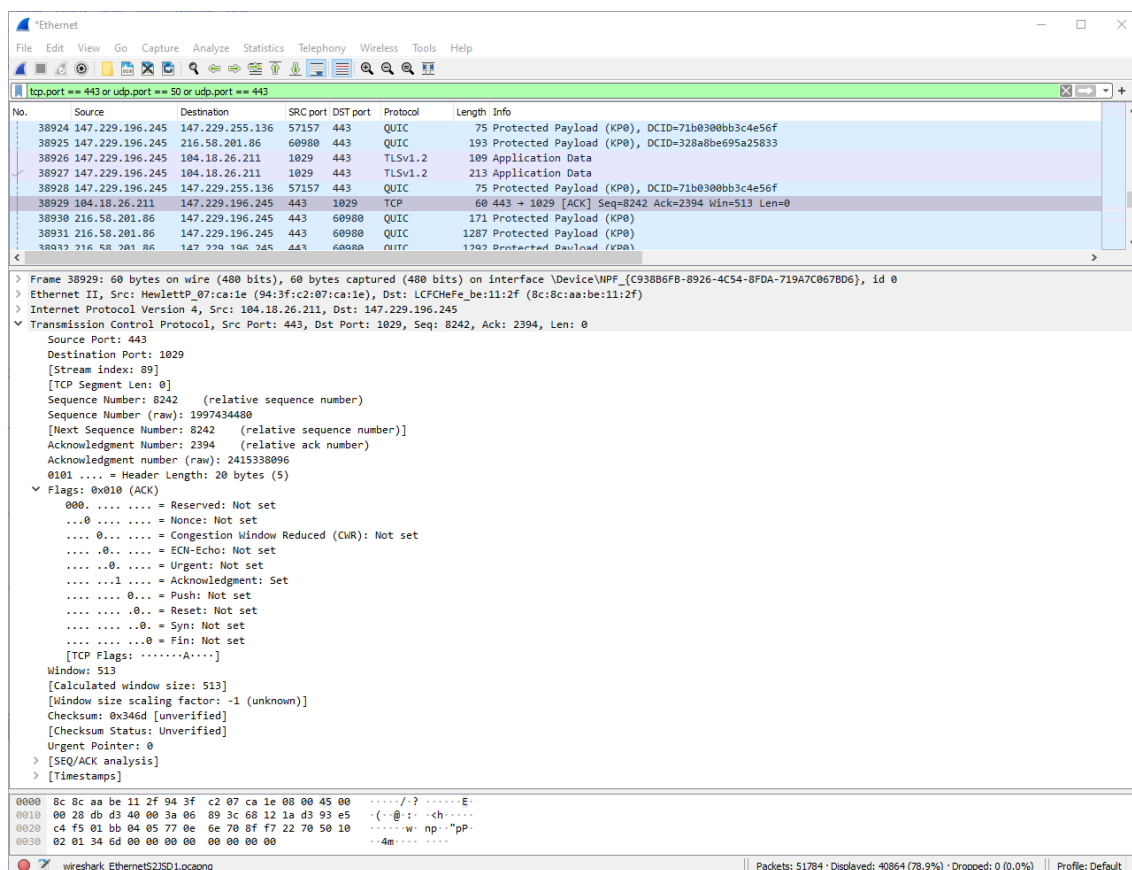 *Ethernet
File Edit View Go Capture Analyze Statistics Telephony Wireless Tools Help
tcp.port == 443 or udp.port == 50 or udp.port == 443
No. Source Destination SRC port DST port Protocol Length Info
38924 147.229.196.245 147.229.255.136 57157 443 QUIC 75 Protected Payload (KP0), DCID=71b0300bb3c4e56f
38925 147.229.196.245 216.58.201.86 60980 443 QUIC 193 Protected Payload (KP0), DCID=328a8be695a25833
38926 147.229.196.245 104.18.26.211 1029 443 TLSv1.2 109 Application Data
38927 147.229.196.245 104.18.26.211 1029 443 TLSv1.2 213 Application Data
38928 147.229.196.245 147.229.255.136 57157 443 QUIC 75 Protected Payload (KP0), DCID=71b0300bb3c4e56f
38929 104.18.26.211 147.229.196.245 443 1029 TCP 60 443 → 1029 [ACK] Seq=8242 Ack=2394 Win=513 Len=0
38930 216.58.201.86 147.229.196.245 443 60980 QUIC 171 Protected Payload (KP0)
38931 216.58.201.86 147.229.196.245 443 60980 QUIC 1287 Protected Payload (KP0)
38932 216.58.201.86 147.229.196.245 443 60980 QUIC 1292 Protected Payload (KP0)
Frame 38929: 60 bytes on wire (480 bits), 60 bytes captured (480 bits) on interface \Device\NPF_{C938B6FB-8926-4C54-8FDA-719A7C067BD6}, id 0
Ethernet II, Src: HewlettP_07:ca:1e (94:3f:c2:07:ca:1e), Dst: LCFCHeFe_be:11:2f (8c:8c:aa:be:11:2f)
Internet Protocol Version 4, Src: 104.18.26.211, Dst: 147.229.196.245
Transmission Control Protocol, Src Port: 443, Dst Port: 1029, Seq: 8242, Ack: 2394, Len: 0
Source Port: 443
Destination Port: 1029
[Stream index: 89]
[TCP Segment Len: 0]
Sequence Number: 8242 (relative sequence number)
Sequence Number (raw): 1997434480
[Next Sequence Number: 8242 (relative sequence number)]
Acknowledgment Number: 2394 (relative ack number)
Acknowledgment number (raw): 2415338096
0101 .... = Header Length: 20 bytes (5)
Flags: 0x010 (ACK)
000. .... .... = Reserved: Not set
...0 .... .... = Nonce: Not set
.... 0... .... = Congestion Window Reduced (CWR): Not set
.... .0.. .... = ECN-Echo: Not set
.... ..0. .... = Urgent: Not set
.... ...1 .... = Acknowledgment: Set
.... .... 0... = Push: Not set
.... .... .0.. = Reset: Not set
.... .... ..0. = Syn: Not set
.... .... ...0 = Fin: Not set
[TCP Flags: ·······A····]
Window: 513
[Calculated window size: 513]
[Window size scaling factor: -1 (unknown)]
Checksum: 0x346d [unverified]
[Checksum Status: Unverified]
Urgent Pointer: 0
[SEQ/ACK analysis]
[Timestamps]
0000 8c 8c aa be 11 2f 94 3f c2 07 ca 1e 08 00 45 00 ·····/·? ······E·
0010 00 28 db d3 40 00 3a 06 89 3c 68 12 1a d3 93 e5 ·(··@·:· ·<h·····
0020 c4 f5 01 bb 04 05 77 0e 6e 70 8f f7 22 70 50 10 ······w· np··"pP·
0030 02 01 34 6d 00 00 00 00 00 00 00 00 ··4m···· ····
wireshark_EthernetS2JSD1.pcapng Packets: 51784 · Displayed: 40864 (78.9%) · Dropped: 0 (0.0%) Profile: Default